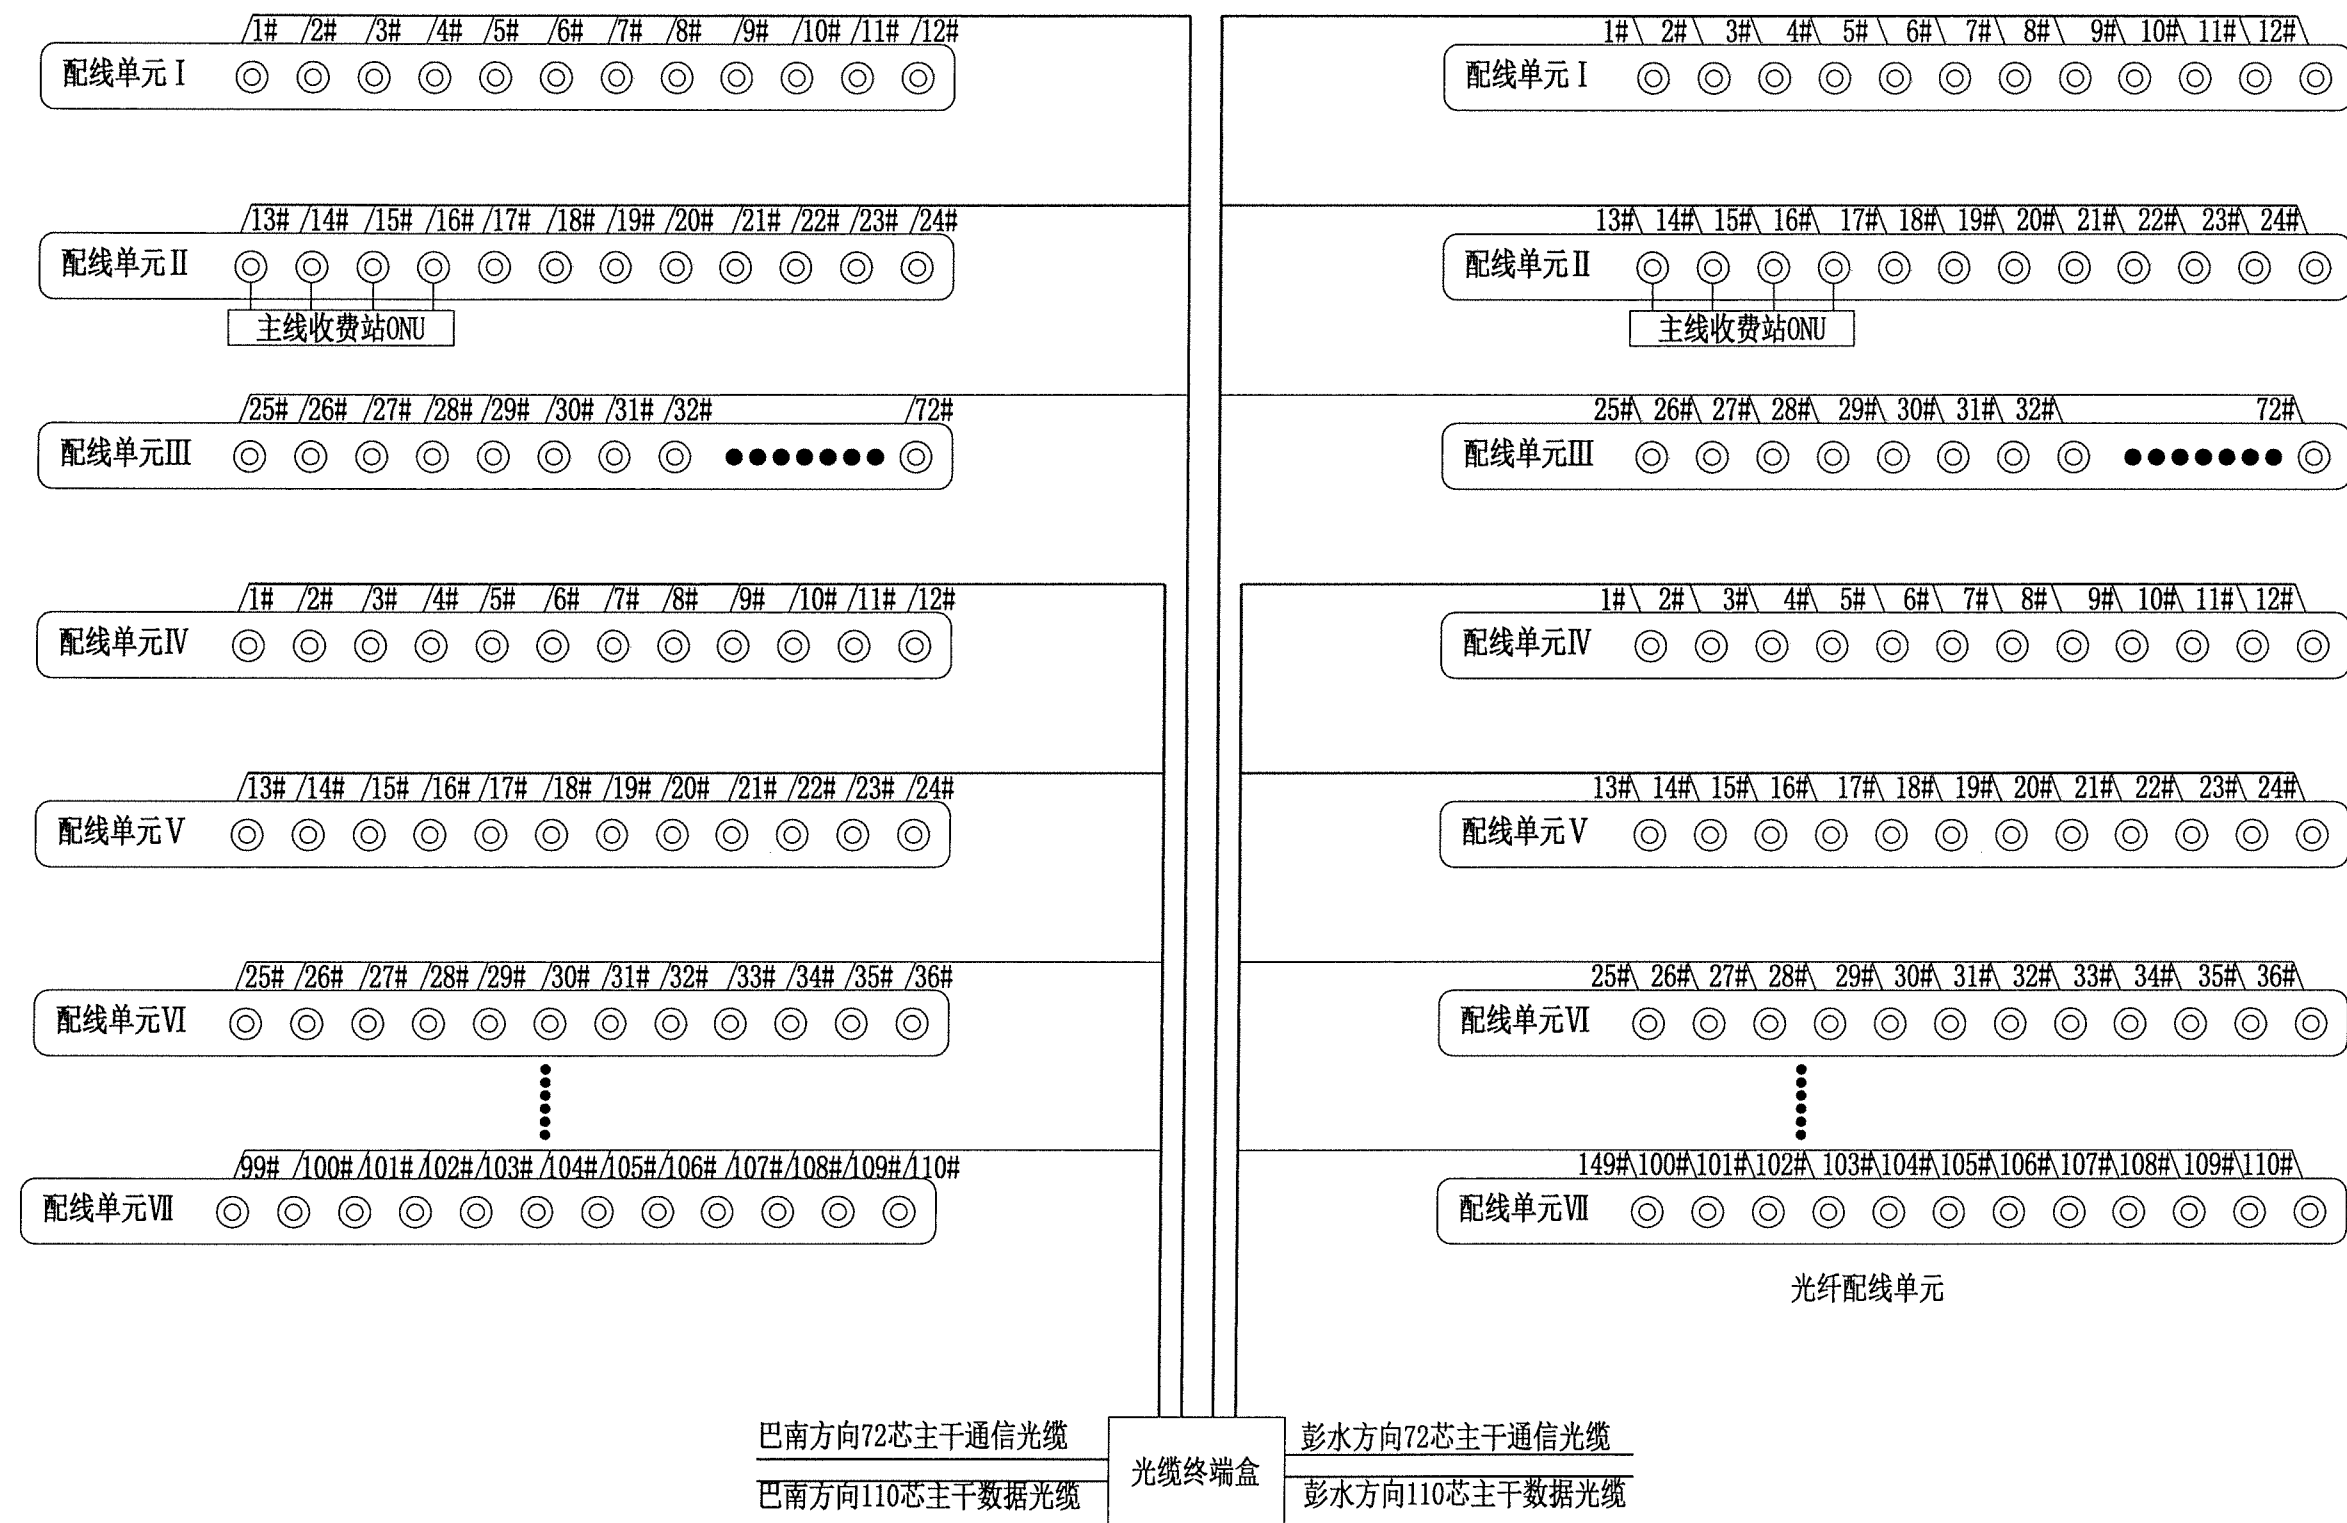 1# 2# 3# 4# 5# 6# 7# 8# 9# 10# 11# 12#
配线单元Ⅰ
1# 2# 3# 4# 5# 6# 7# 8# 9# 10# 11# 12#
配线单元Ⅰ
13# 14# 15# 16# 17# 18# 19# 20# 21# 22# 23# 24#
配线单元Ⅱ
主线收费站ONU
13# 14# 15# 16# 17# 18# 19# 20# 21# 22# 23# 24#
配线单元Ⅱ
主线收费站ONU
25# 26# 27# 28# 29# 30# 31# 32# 72#
配线单元Ⅲ
25# 26# 27# 28# 29# 30# 31# 32# 72#
配线单元Ⅲ
1# 2# 3# 4# 5# 6# 7# 8# 9# 10# 11# 12#
配线单元Ⅳ
1# 2# 3# 4# 5# 6# 7# 8# 9# 10# 11# 12#
配线单元Ⅳ
13# 14# 15# 16# 17# 18# 19# 20# 21# 22# 23# 24#
配线单元Ⅴ
13# 14# 15# 16# 17# 18# 19# 20# 21# 22# 23# 24#
配线单元Ⅴ
25# 26# 27# 28# 29# 30# 31# 32# 33# 34# 35# 36#
配线单元Ⅵ
25# 26# 27# 28# 29# 30# 31# 32# 33# 34# 35# 36#
配线单元Ⅵ
99# 100# 101# 102# 103# 104# 105# 106# 107# 108# 109# 110#
配线单元Ⅶ
149# 100# 101# 102# 103# 104# 105# 106# 107# 108# 109# 110#
配线单元Ⅶ
光纤配线单元
巴南方向72芯主干通信光缆
巴南方向110芯主干数据光缆
光缆终端盒
彭水方向72芯主干通信光缆
彭水方向110芯主干数据光缆